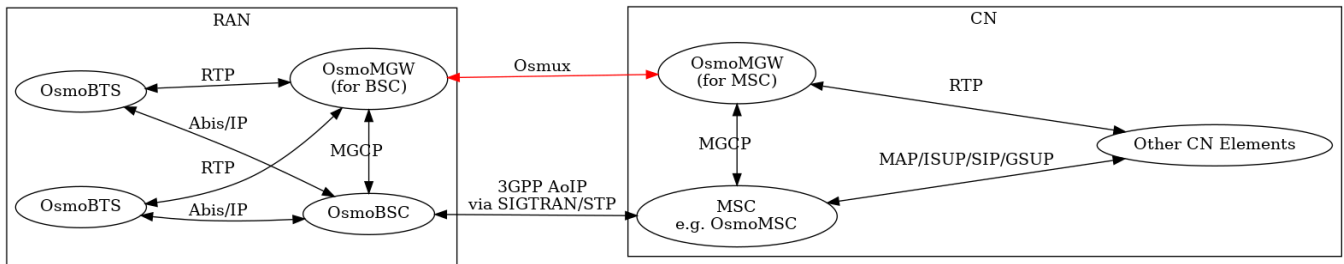 RAN
CN
OsmoBTS
RTP
OsmoMGW
(for BSC)
Osmux
OsmoMGW
(for MSC)
RTP
Abis/IP
MGCP
MGCP
Other CN Elements
RTP
MAP/ISUP/SIP/GSUP
OsmoBTS
Abis/IP
OsmoBSC
3GPP AoIP
via SIGTRAN/STP
MSC
e.g. OsmoMSC